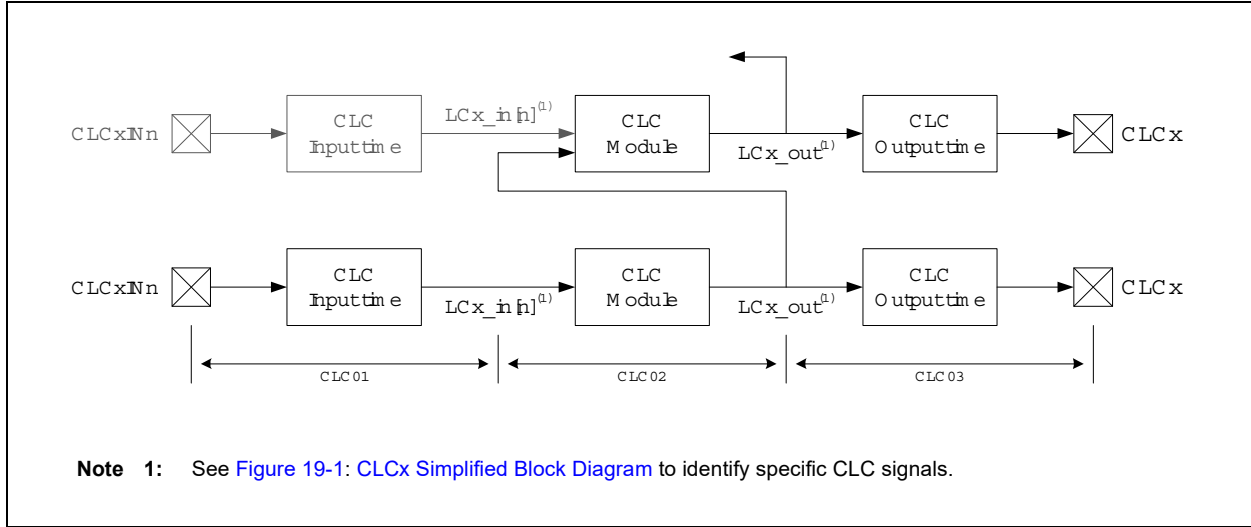 CLCxINn
CLC
Input time
LCx_in[n](1)
CLC
Module
LCx_out(1)
CLC
Output time
CLCx
CLCxINn
CLC
Input time
LCx_in[n](1)
CLC
Module
LCx_out(1)
CLC
Output time
CLCx
CLC01
CLC02
CLC03
Note 1: See Figure 19-1: CLCx Simplified Block Diagram to identify specific CLC signals.